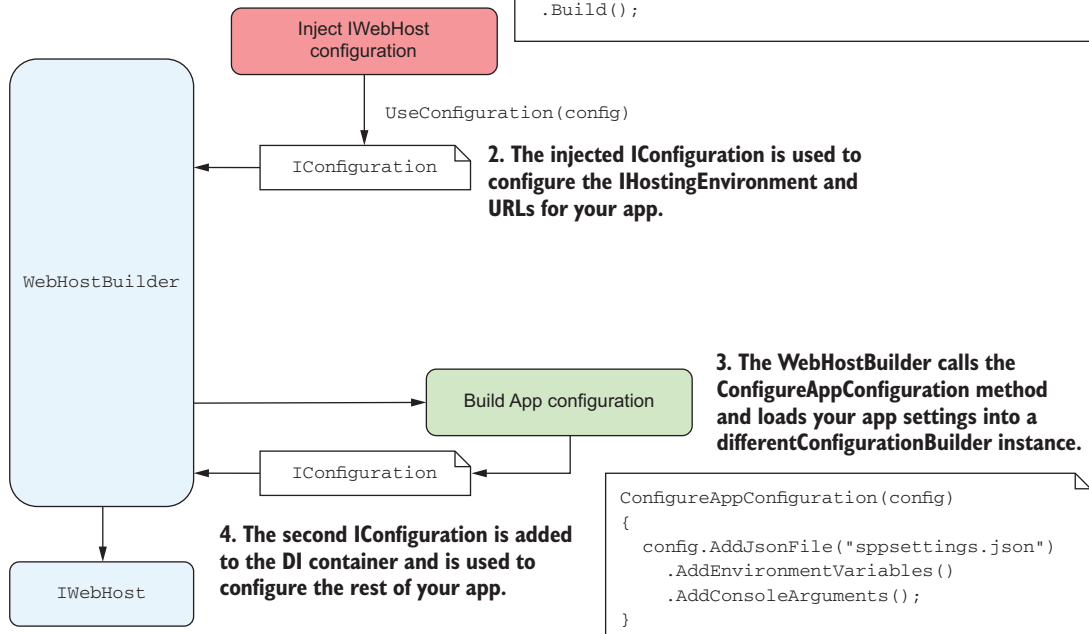 .Build();
Inject IWebHost
configuration
UseConfiguration(config)
IConfiguration
2. The injected IConfiguration is used to
configure the IHostingEnvironment and
URLs for your app.
WebHostBuilder
3. The WebHostBuilder calls the
ConfigureAppConfiguration method
and loads your app settings into a
differentConfigurationBuilder instance.
Build App configuration
IConfiguration
4. The second IConfiguration is added
to the DI container and is used to
configure the rest of your app.
ConfigureAppConfiguration(config)
{
config.AddJsonFile("sppsettings.json")
.AddEnvironmentVariables()
.AddConsoleArguments();
}
IWebHost